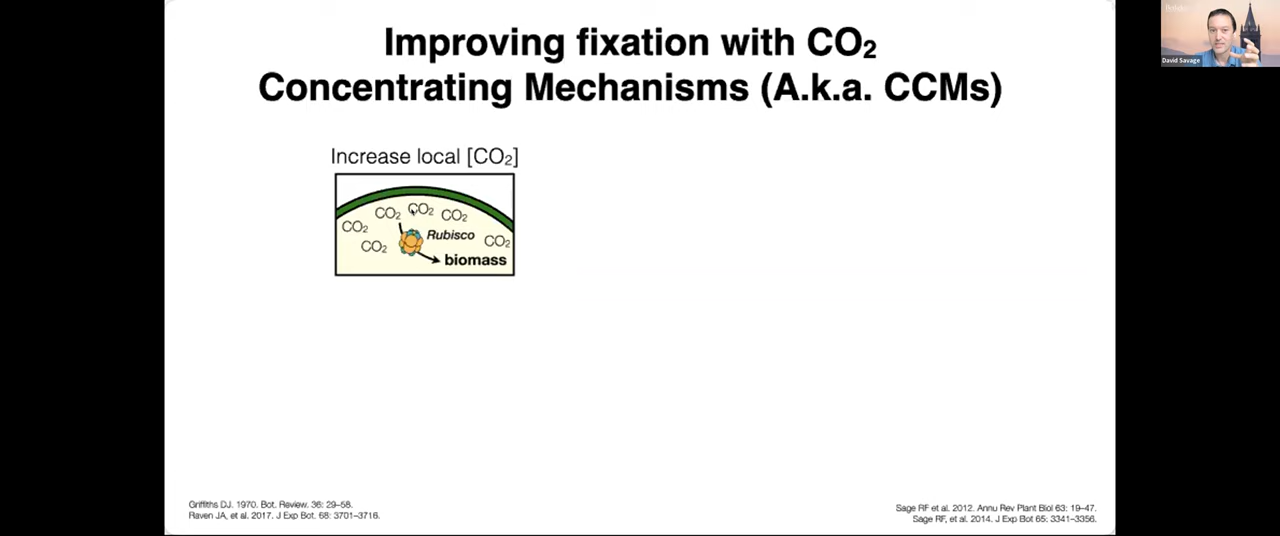 Improving fixation with CO₂
Concentrating Mechanisms (A.k.a. CCMs)
Increase local [CO₂]
CO₂
CO₂
CO₂
CO₂
CO₂
CO₂
Rubisco
biomass
Griffiths DJ. 1970. Bot. Review. 36: 29–58.
Raven JA, et al. 2017. J Exp Bot. 68: 3701–3716.
Sage RF et al. 2012. Annu Rev Plant Biol 63: 19–47.
Sage RF, et al. 2014. J Exp Bot 65: 3341–3356.
David Savage